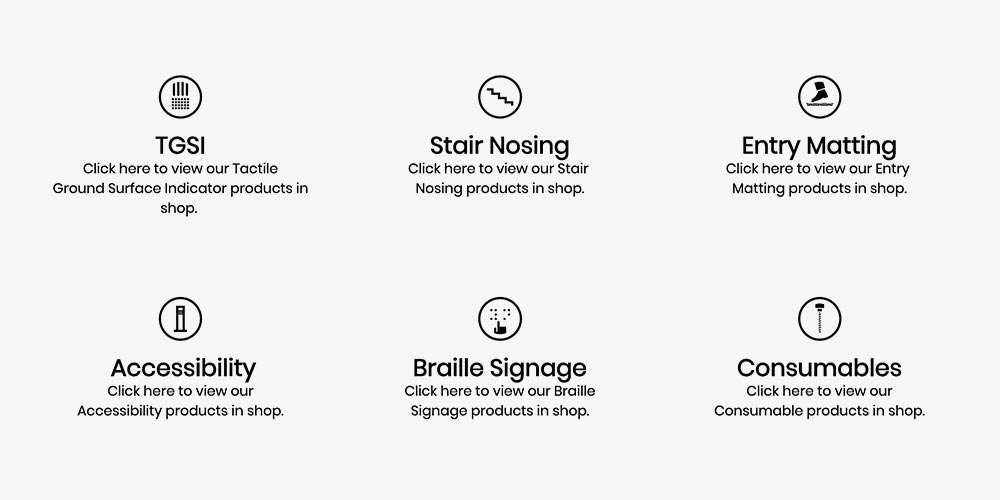 TGSI
Click here to view our Tactile
Ground Surface Indicator products in
shop.
Stair Nosing
Click here to view our Stair
Nosing products in shop.
Entry Matting
Click here to view our Entry
Matting products in shop.
Accessibility
Click here to view our
Accessibility products in shop.
Braille Signage
Click here to view our Braille
Signage products in shop.
Consumables
Click here to view our
Consumable products in shop.